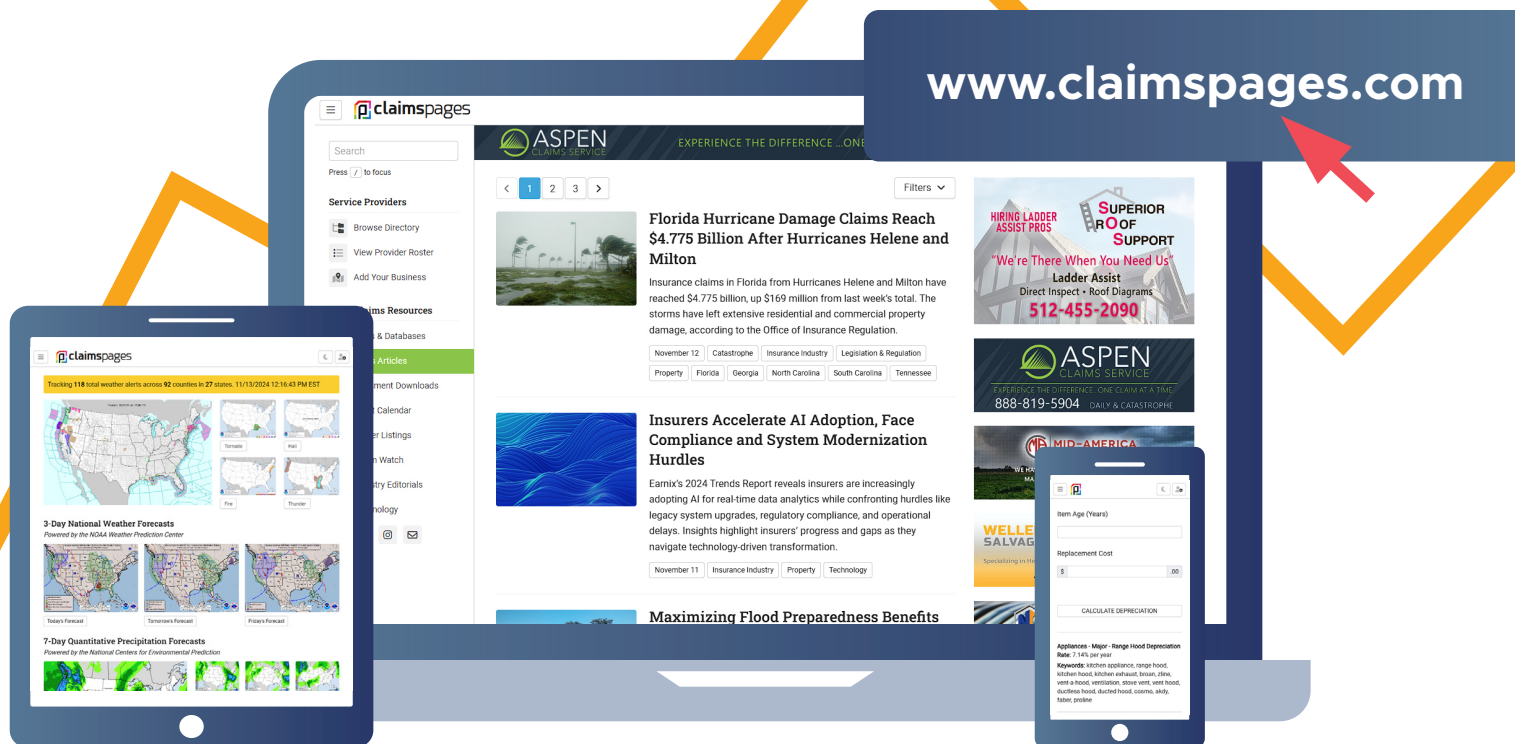 www.claimspages.com
claimspages
Search
Press / to focus
Service Providers
Browse Directory
View Provider Roster
Add Your Business
ims Resources
& Databases
Articles
ment Downloads
Calendar
er Listings
Watch
try Editorials
nology
ASPEN
CLAIMS SERVICE
EXPERIENCE THE DIFFERENCE ...ONE
1 2 3
Filters
Florida Hurricane Damage Claims Reach
$4.775 Billion After Hurricanes Helene and
Milton
Insurance claims in Florida from Hurricanes Helene and Milton have
reached $4.775 billion, up $169 million from last week's total. The
storms have left extensive residential and commercial property
damage, according to the Office of Insurance Regulation.
November 12 Catastrophe Insurance Industry Legislation & Regulation
Property Florida Georgia North Carolina South Carolina Tennessee
Insurers Accelerate AI Adoption, Face
Compliance and System Modernization
Hurdles
Earnix's 2024 Trends Report reveals insurers are increasingly
adopting AI for real-time data analytics while confronting hurdles like
legacy system upgrades, regulatory compliance, and operational
delays. Insights highlight insurers' progress and gaps as they
navigate technology-driven transformation.
November 11 Insurance Industry Property Technology
Maximizing Flood Preparedness Benefits
HIRING LADDER
ASSIST PROS
SUPERIOR
ROOF
SUPPORT
"We're There When You Need Us"
Ladder Assist
Direct Inspect • Roof Diagrams
512-455-2090
ASPEN
CLAIMS SERVICE
EXPERIENCE THE DIFFERENCE. ONE CLAIM AT A TIME.
888-819-5904 DAILY & CATASTROPHE
MA MID-AMERICA
WE HA
MA
WELLE
SALVAG
Specializing in He
claimspages
Tracking 118 total weather alerts across 92 counties in 27 states. 11/13/2024 12:16:43 PM EST
Tornado
Hail
Fire
Thunder
3-Day National Weather Forecasts
Powered by the NOAA Weather Prediction Center
Today's Forecast
Tomorrow's Forecast
Friday's Forecast
7-Day Quantitative Precipitation Forecasts
Powered by the National Centers for Environmental Prediction
Item Age (Years)
Replacement Cost
$ .00
CALCULATE DEPRECIATION
Appliances - Major - Range Hood Depreciation
Rate: 7.14% per year
Keywords: kitchen appliance, range hood,
kitchen hood, kitchen exhaust, broan, zline,
vent-a-hood, ventilation, stove vent, vent hood,
ductless hood, ducted hood, cosmo, akdy,
faber, proline